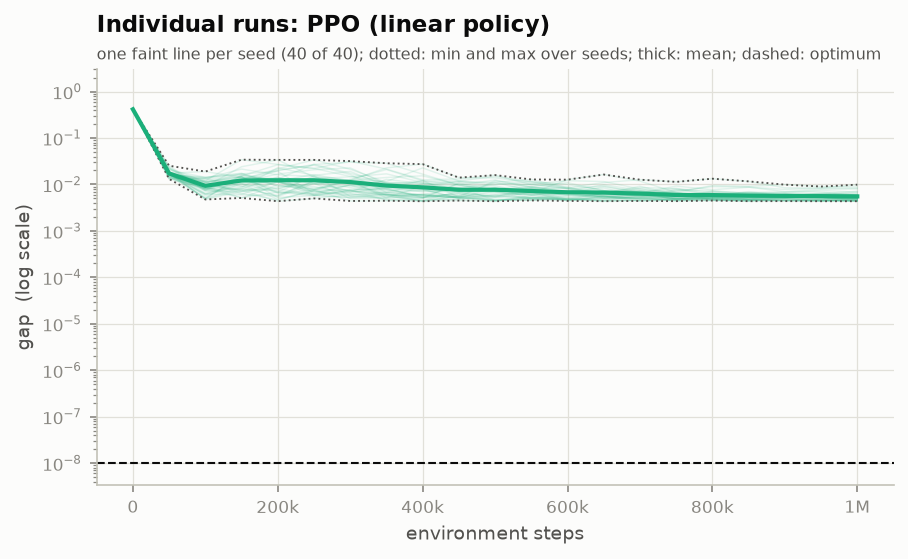 Individual runs: PPO (linear policy)
one faint line per seed (40 of 40); dotted: min and max over seeds; thick: mean; dashed: optimum
gap (log scale)
10⁰
10⁻¹
10⁻²
10⁻³
10⁻⁴
10⁻⁵
10⁻⁶
10⁻⁷
10⁻⁸
0 200k 400k 600k 800k 1M
environment steps